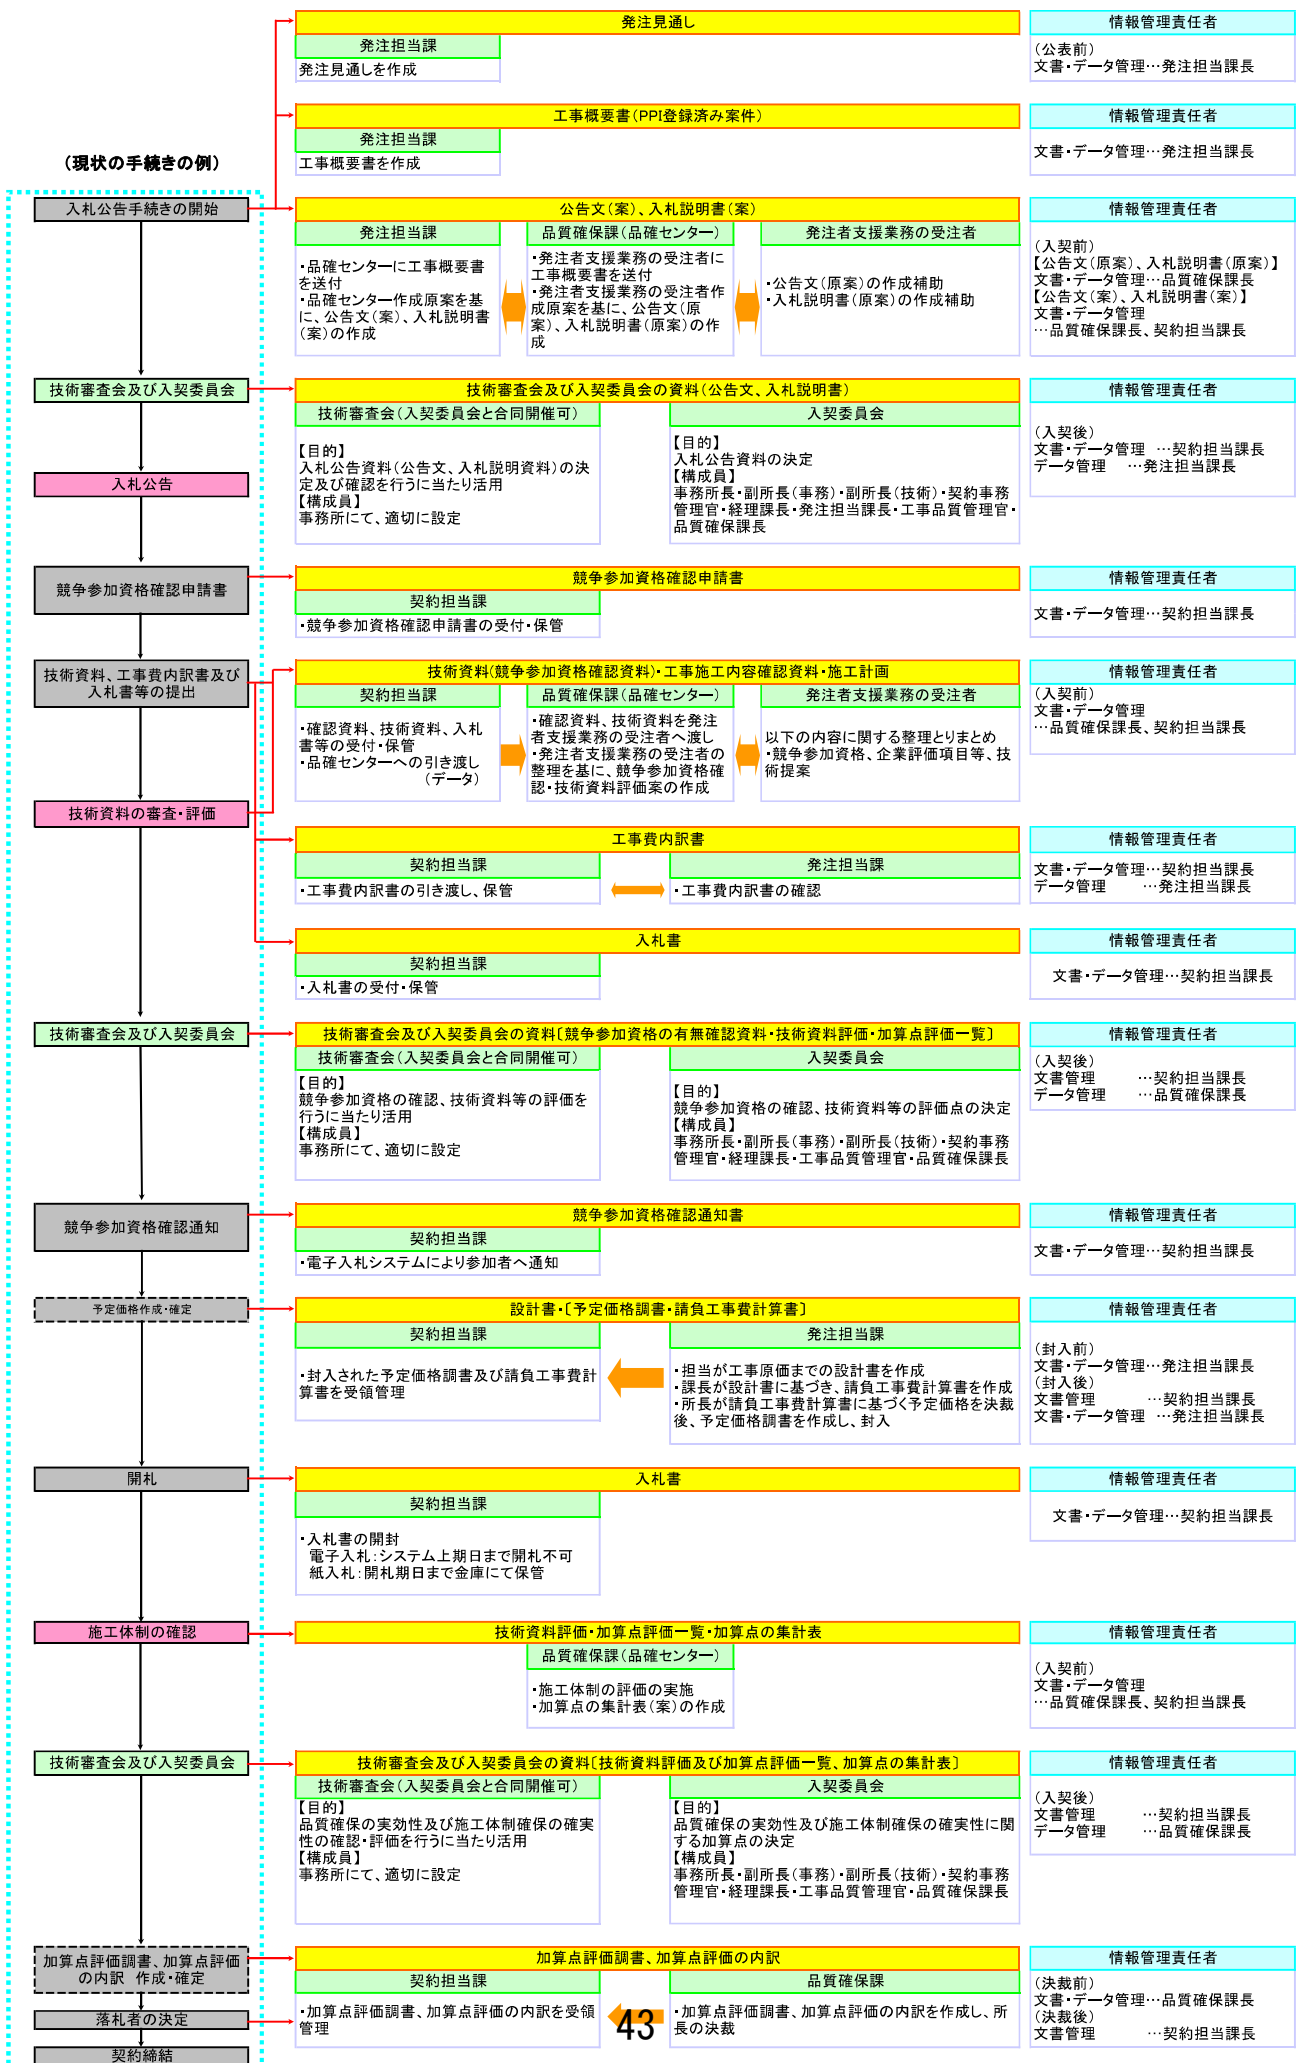 発注見通し
情報管理責任者
発注担当課
発注見通しを作成
（公表前）
文書・データ管理…発注担当課長
工事概要書（PPI登録済み案件）
情報管理責任者
発注担当課
工事概要書を作成
文書・データ管理…発注担当課長
（現状の手続きの例）
入札公告手続きの開始
公告文（案）、入札説明書（案）
情報管理責任者
発注担当課
・品確センターに工事概要書
を送付
・品確センター作成原案を基
に、公告文（案）、入札説明書
（案）の作成
品質確保課（品確センター）
・発注者支援業務の受注者に
工事概要書を送付
・発注者支援業務の受注者作
成原案を基に、公告文（原
案）、入札説明書（原案）の作
成
発注者支援業務の受注者
・公告文（原案）の作成補助
・入札説明書（原案）の作成補助
（入契前）
【公告文（原案）、入札説明書（原案）】
文書・データ管理…品質確保課長
【公告文（案）、入札説明書（案）】
文書・データ管理
…品質確保課長、契約担当課長
技術審査会及び入契委員会
技術審査会及び入契委員会の資料（公告文、入札説明書）
情報管理責任者
技術審査会（入契委員会と合同開催可）
【目的】
入札公告資料（公告文、入札説明資料）の決
定及び確認を行うに当たり活用
【構成員】
事務所にて、適切に設定
入契委員会
【目的】
入札公告資料の決定
【構成員】
事務所長・副所長（事務）・副所長（技術）・契約事務
管理官・経理課長・発注担当課長・工事品質管理官・
品質確保課長
（入契後）
文書・データ管理 …契約担当課長
データ管理 …発注担当課長
入札公告
競争参加資格確認申請書
競争参加資格確認申請書
情報管理責任者
契約担当課
・競争参加資格確認申請書の受付・保管
文書・データ管理…契約担当課長
技術資料、工事費内訳書及び
入札書等の提出
技術資料（競争参加資格確認資料）・工事施工内容確認資料・施工計画
情報管理責任者
契約担当課
・確認資料、技術資料、入札
書等の受付・保管
・品確センターへの引き渡し
（データ）
品質確保課（品確センター）
・確認資料、技術資料を発注
者支援業務の受注者へ渡し
・発注者支援業務の受注者の
整理を基に、競争参加資格確
認・技術資料評価案の作成
発注者支援業務の受注者
以下の内容に関する整理とりまとめ
・競争参加資格、企業評価項目等、技
術提案
（入契前）
文書・データ管理
…品質確保課長、契約担当課長
技術資料の審査・評価
工事費内訳書
情報管理責任者
契約担当課
・工事費内訳書の引き渡し、保管
発注担当課
・工事費内訳書の確認
文書・データ管理…契約担当課長
データ管理 …発注担当課長
入札書
情報管理責任者
契約担当課
・入札書の受付・保管
文書・データ管理…契約担当課長
技術審査会及び入契委員会
技術審査会及び入契委員会の資料〔競争参加資格の有無確認資料・技術資料評価・加算点評価一覧〕
情報管理責任者
技術審査会（入契委員会と合同開催可）
【目的】
競争参加資格の確認、技術資料等の評価を
行うに当たり活用
【構成員】
事務所にて、適切に設定
入契委員会
【目的】
競争参加資格の確認、技術資料等の評価点の決定
【構成員】
事務所長・副所長（事務）・副所長（技術）・契約事務
管理官・経理課長・工事品質管理官・品質確保課長
（入契後）
文書管理 …契約担当課長
データ管理 …品質確保課長
競争参加資格確認通知
競争参加資格確認通知書
情報管理責任者
契約担当課
・電子入札システムにより参加者へ通知
文書・データ管理…契約担当課長
予定価格作成・確定
設計書・〔予定価格調書・請負工事費計算書〕
情報管理責任者
契約担当課
・封入された予定価格調書及び請負工事費計
算書を受領管理
発注担当課
・担当が工事原価までの設計書を作成
・課長が設計書に基づき、請負工事費計算書を作成
・所長が請負工事費計算書に基づく予定価格を決裁
後、予定価格調書を作成し、封入
（封入前）
文書・データ管理…発注担当課長
（封入後）
文書管理 …契約担当課長
文書・データ管理 …発注担当課長
開札
入札書
情報管理責任者
契約担当課
・入札書の開封
電子入札：システム上期日まで開札不可
紙入札：開札期日まで金庫にて保管
文書・データ管理…契約担当課長
施工体制の確認
技術資料評価・加算点評価一覧・加算点の集計表
情報管理責任者
品質確保課（品確センター）
・施工体制の評価の実施
・加算点の集計表（案）の作成
（入契前）
文書・データ管理
…品質確保課長、契約担当課長
技術審査会及び入契委員会
技術審査会及び入契委員会の資料〔技術資料評価及び加算点評価一覧、加算点の集計表〕
情報管理責任者
技術審査会（入契委員会と合同開催可）
【目的】
品質確保の実効性及び施工体制確保の確実
性の確認・評価を行うに当たり活用
【構成員】
事務所にて、適切に設定
入契委員会
【目的】
品質確保の実効性及び施工体制確保の確実性に関
する加算点の決定
【構成員】
事務所長・副所長（事務）・副所長（技術）・契約事務
管理官・経理課長・工事品質管理官・品質確保課長
（入契後）
文書管理 …契約担当課長
データ管理 …品質確保課長
加算点評価調書、加算点評価
の内訳 作成・確定
加算点評価調書、加算点評価の内訳
情報管理責任者
契約担当課
・加算点評価調書、加算点評価の内訳を受領
管理
品質確保課
・加算点評価調書、加算点評価の内訳を作成し、所
長の決裁
（決裁前）
文書・データ管理…品質確保課長
（決裁後）
文書管理 …契約担当課長
落札者の決定
43
契約締結